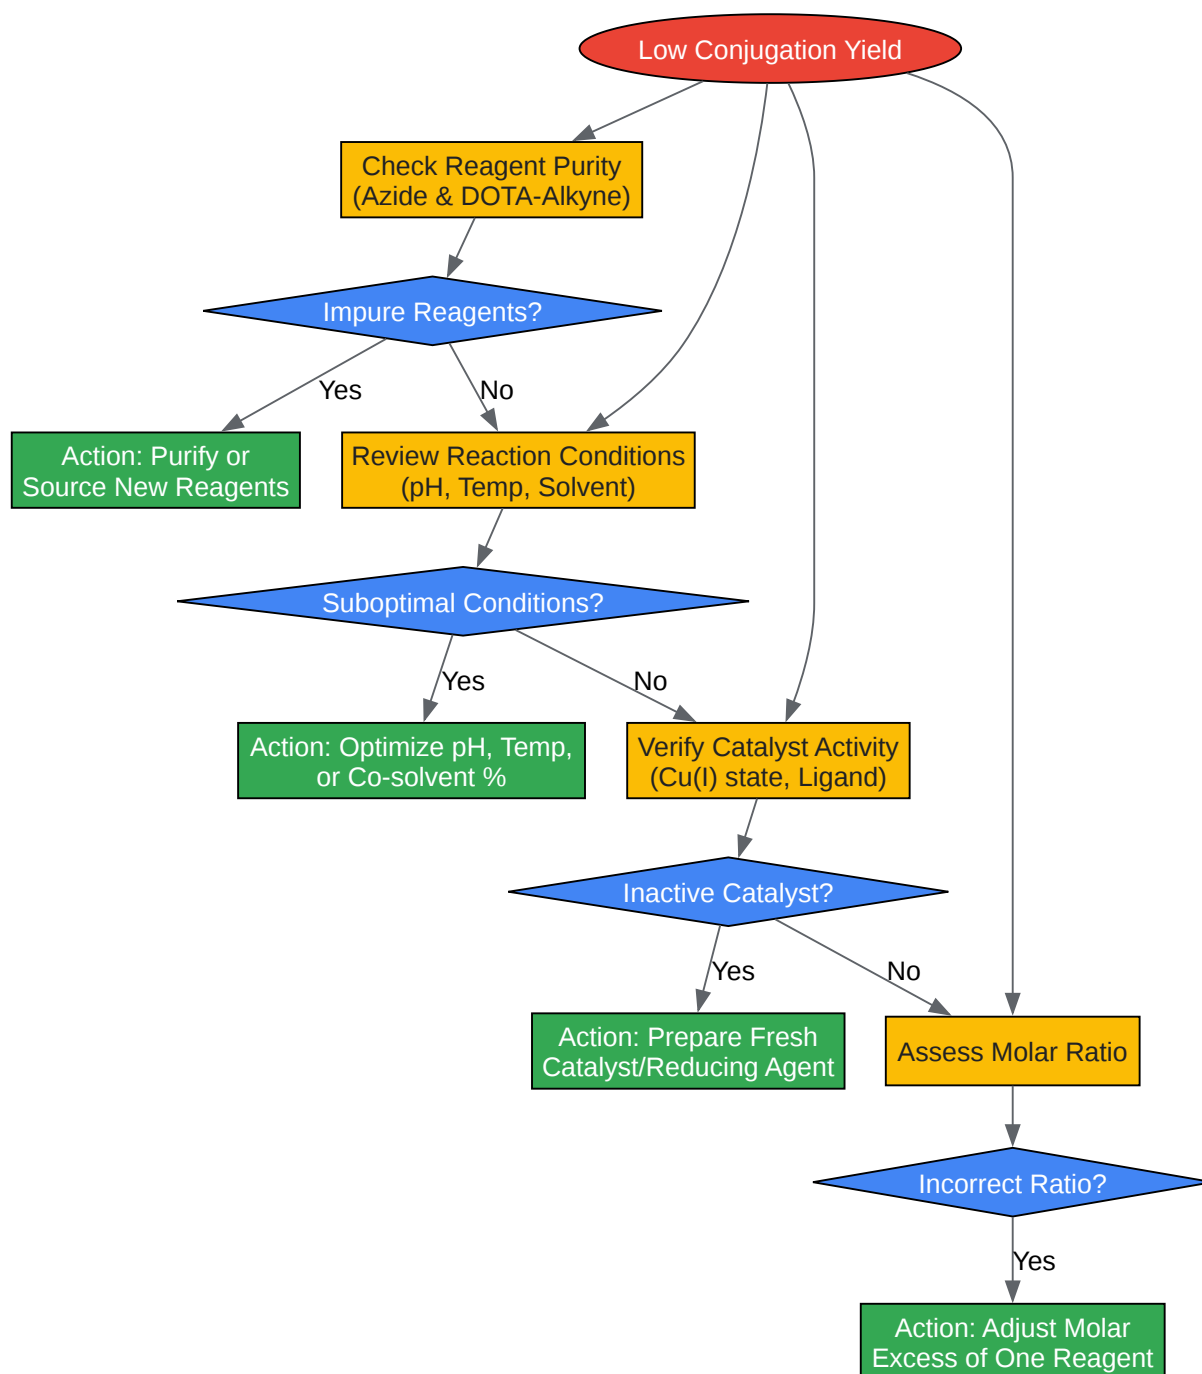 Low Conjugation Yield
Check Reagent Purity
(Azide & DOTA-Alkyne)
Impure Reagents?
Yes
No
Action: Purify or
Source New Reagents
Review Reaction Conditions
(pH, Temp, Solvent)
Suboptimal Conditions?
Yes
No
Action: Optimize pH, Temp,
or Co-solvent %
Verify Catalyst Activity
(Cu(I) state, Ligand)
Inactive Catalyst?
Yes
No
Action: Prepare Fresh
Catalyst/Reducing Agent
Assess Molar Ratio
Incorrect Ratio?
Yes
Action: Adjust Molar
Excess of One Reagent